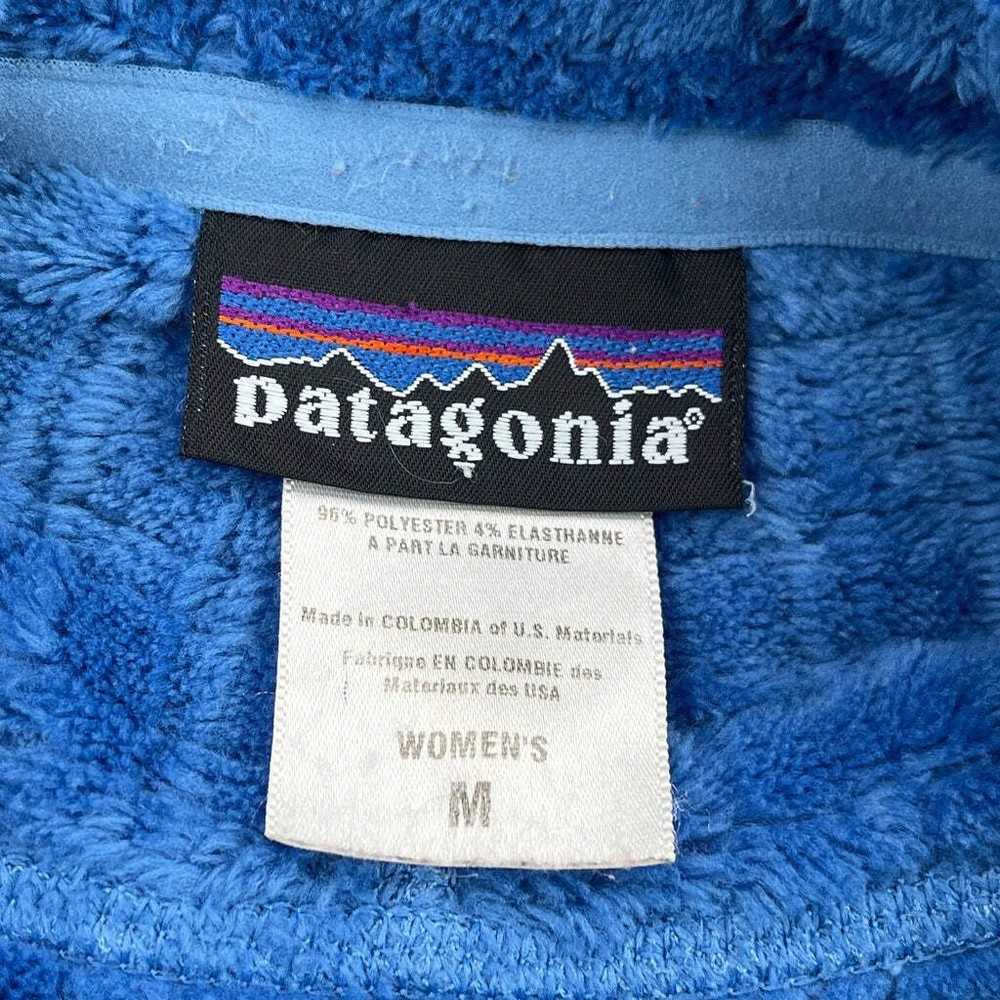 patagonia®
96% POLYESTER 4% ELASTHANNE
A PART LA GARNITURE
Made in COLOMBIA of U.S. Materials
Fabrique EN COLOMBIE des
Materiaux des USA
WOMEN'S
M